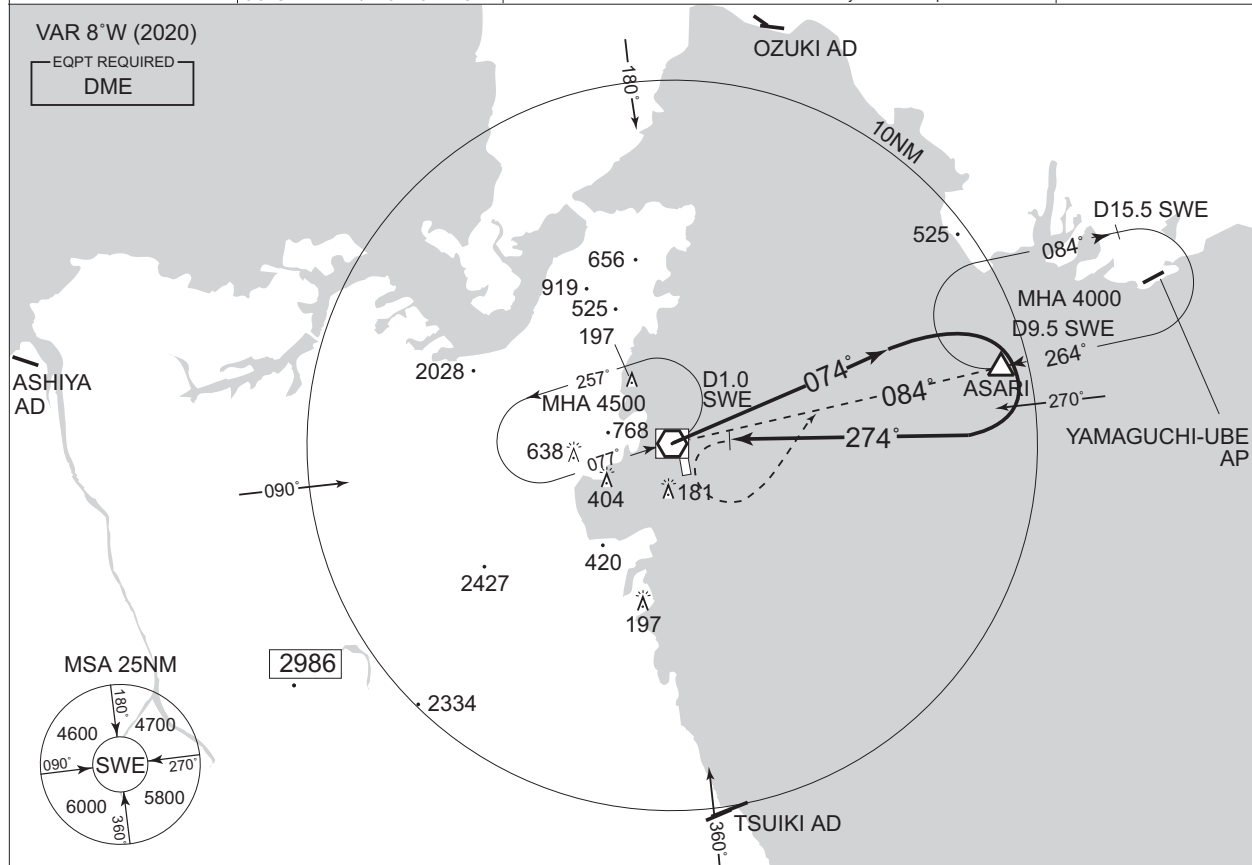 VAR 8°W (2020)
EQPT REQUIRED
DME
OZUKI AD
180°
10NM
D15.5 SWE
525
084°
656
919
525
197
MHA 4000
D9.5 SWE
264°
2028
ASHIYA
AD
257°
MHA 4500
D1.0
SWE
074°
084°
ASARI
270°
768
638
077°
274°
YAMAGUCHI-UBE
AP
090°
404
181
420
2427
197
MSA 25NM
2986
2334
180°
4600
4700
090°
SWE
270°
6000
5800
360°
TSUIKI AD
360°